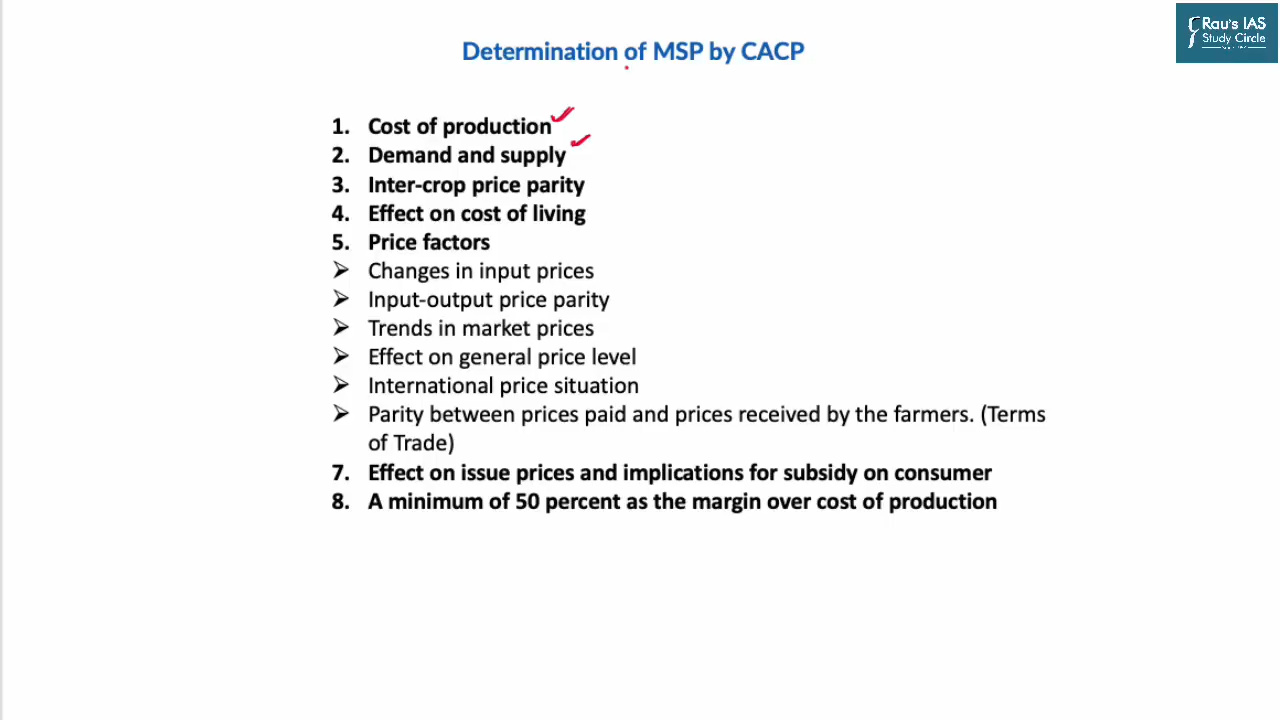 Rau's IAS
Study Circle
Determination of MSP by CACP
1. Cost of production
2. Demand and supply
3. Inter-crop price parity
4. Effect on cost of living
5. Price factors
➢ Changes in input prices
➢ Input-output price parity
➢ Trends in market prices
➢ Effect on general price level
➢ International price situation
➢ Parity between prices paid and prices received by the farmers. (Terms
of Trade)
7. Effect on issue prices and implications for subsidy on consumer
8. A minimum of 50 percent as the margin over cost of production